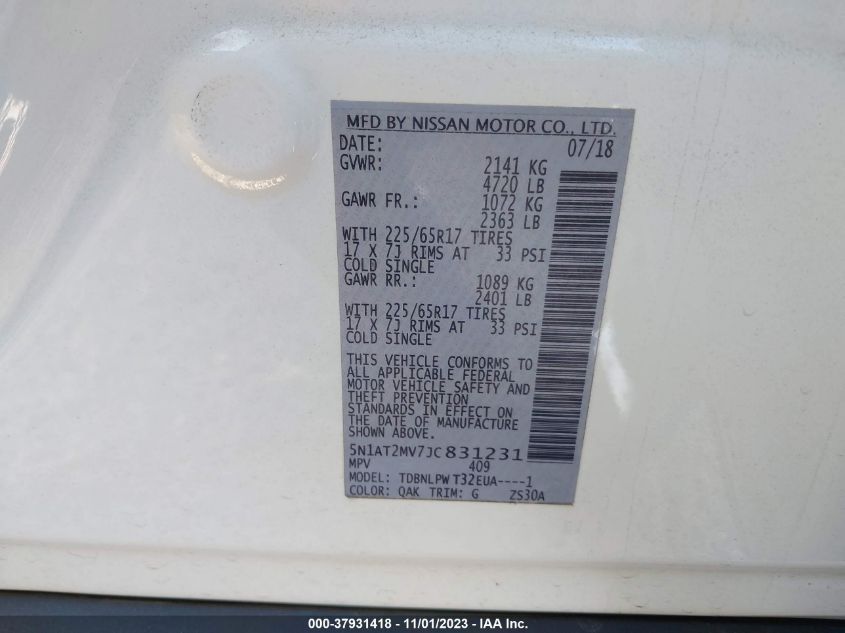 MFD BY NISSAN MOTOR CO., LTD.
DATE: 07/18
GVWR: 2141 KG
4720 LB
GAWR FR.: 1072 KG
2363 LB
WITH 225/65R17 TIRES
17 X 7J RIMS AT 33 PSI
COLD SINGLE
GAWR RR.: 1089 KG
2401 LB
WITH 225/65R17 TIRES
17 X 7J RIMS AT 33 PSI
COLD SINGLE
THIS VEHICLE CONFORMS TO
ALL APPLICABLE FEDERAL
MOTOR VEHICLE SAFETY AND
THEFT PREVENTION
STANDARDS IN EFFECT ON
THE DATE OF MANUFACTURE
SHOWN ABOVE.
5N1AT2MV7JC831231
MPV 409
MODEL: TDBNLPW T32EUA----1
COLOR: QAK TRIM: G ZS30A
000-37931418 - 11/01/2023 - IAA Inc.